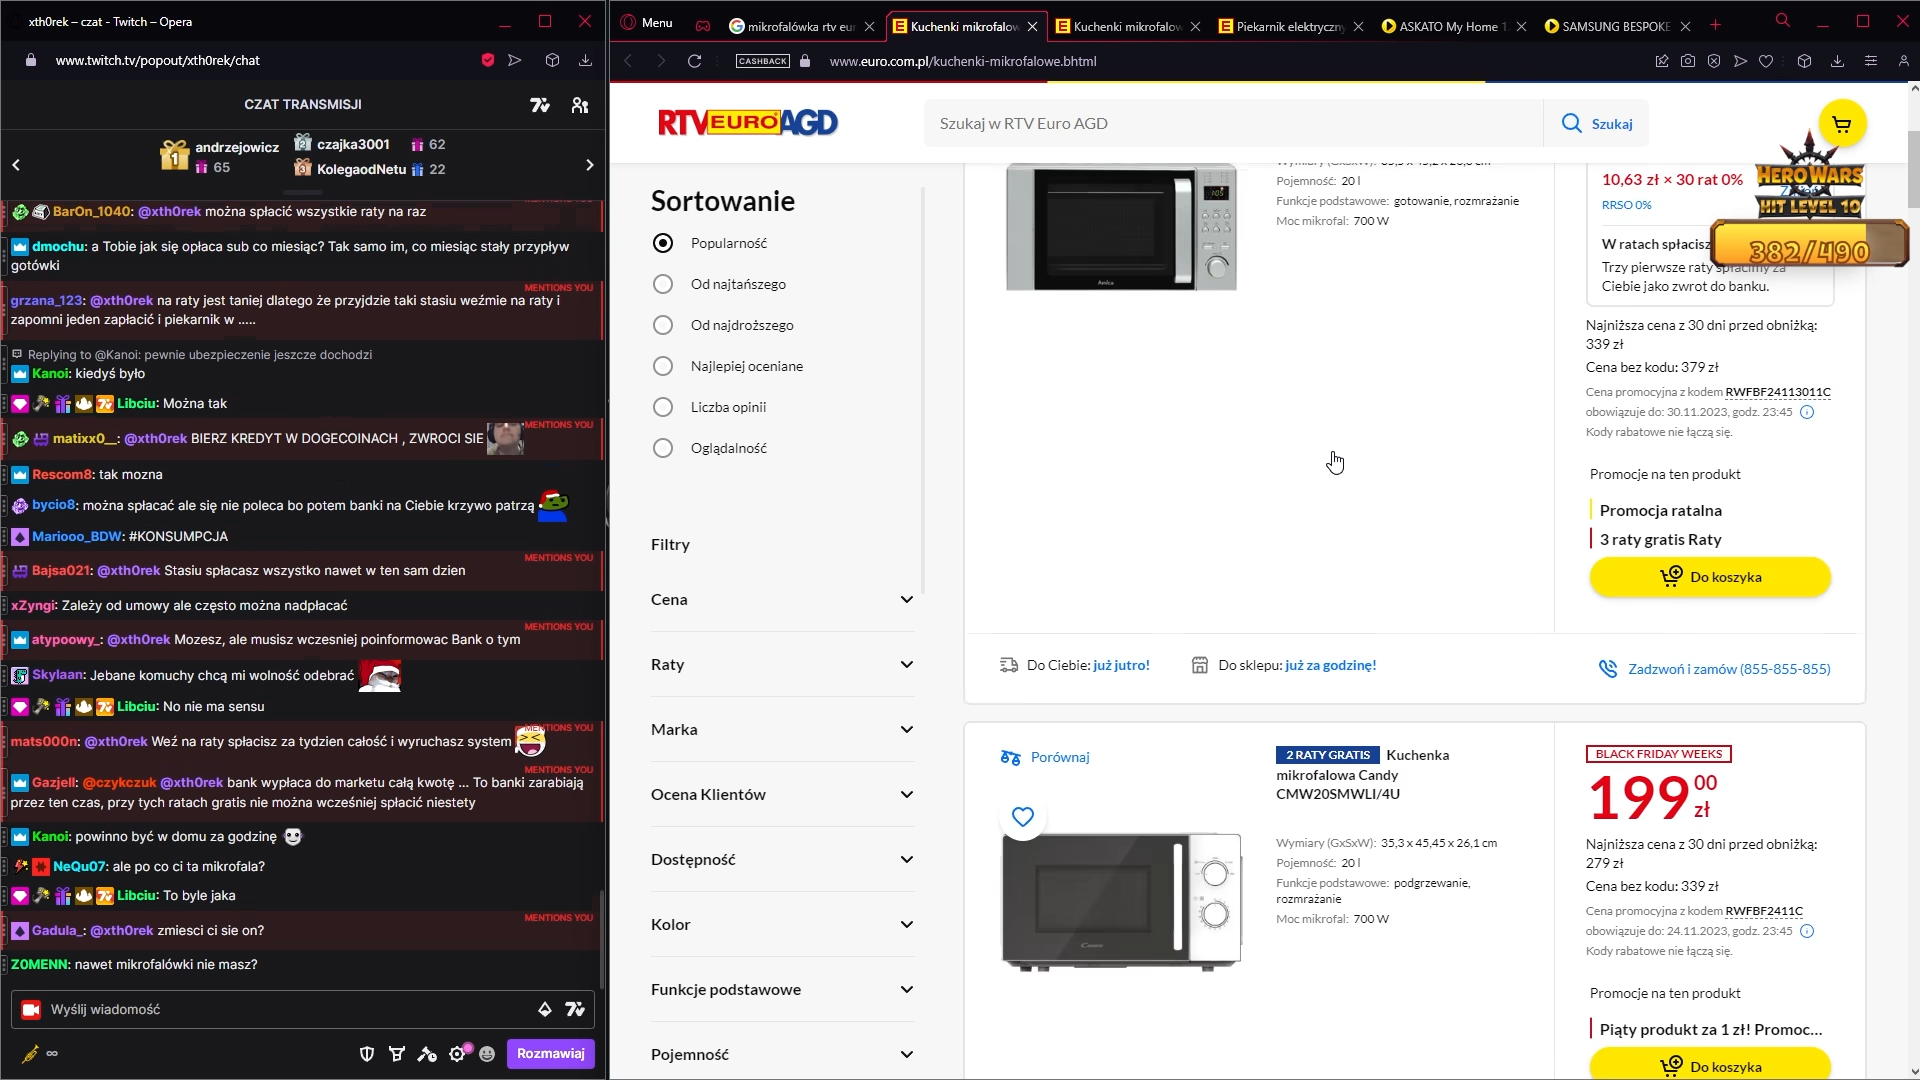 xth0rek – czat - Twitch – Opera
www.twitch.tv/popout/xth0rek/chat
CZAT TRANSMISJI
andrzejowicz
65
czajka3001 62
KolegaodNetu 22
BarOn_1040: @xth0rek można spłacić wszystkie raty na raz
dmochu: a Tobie jak się opłaca sub co miesiąc? Tak samo im, co miesiąc stały przypływ
gotówki
MENTIONS YOU
grzana_123: @xth0rek na raty jest taniej dlatego że przyjdzie taki stasiu weźmie na raty i
zapomni jeden zapłacić i piekarnik w .....
Replying to @Kanoi: pewnie ubezpieczenie jeszcze dochodzi
Kanoi: kiedyś było
Libciu: Można tak
MENTIONS YOU
matixx0__: @xth0rek BIERZ KREDYT W DOGECOINACH , ZWROCI SIE
Rescom8: tak mozna
bycio8: można spłacać ale się nie poleca bo potem banki na Ciebie krzywo patrzą
Mariooo_BDW: #KONSUMPCJA
MENTIONS YOU
Bajsa021: @xth0rek Stasiu spłacasz wszystko nawet w ten sam dzien
xZyngi: Zależy od umowy ale często można nadpłacać
MENTIONS YOU
atypoowy_: @xth0rek Mozesz, ale musisz wczesniej poinformowac Bank o tym
Skylaan: Jebane komuchy chcą mi wolność odebrać
Libciu: No nie ma sensu
MENTIONS YOU
mats000n: @xth0rek Weź na raty spłacisz za tydzien całość i wyruchasz system
MENTIONS YOU
Gazjell: @czykczuk @xth0rek bank wypłaca do marketu całą kwotę ... To banki zarabiają
przez ten czas, przy tych ratach gratis nie można wcześniej spłacić niestety
Kanoi: powinno być w domu za godzinę
NeQu07: ale po co ci ta mikrofala?
Libciu: To byle jaka
MENTIONS YOU
Gadula_: @xth0rek zmiesci ci sie on?
Z0MENN: nawet mikrofalówki nie masz?
Wyślij wiadomość
∞
Rozmawiaj
Menu
mikrofalówka rtv eur
Kuchenki mikrofalow
Kuchenki mikrofalow
Piekarnik elektryczny
ASKATO My Home 1
SAMSUNG BESPOKE
CASHBACK
www.euro.com.pl/kuchenki-mikrofalowe.bhtml
RTV EURO AGD
Szukaj w RTV Euro AGD
Szukaj
Sortowanie
Popularność
Od najtańszego
Od najdroższego
Najlepiej oceniane
Liczba opinii
Oglądalność
Filtry
Cena
Raty
Marka
Ocena Klientów
Dostępność
Kolor
Funkcje podstawowe
Pojemność
Amica
Pojemność: 20 l
Funkcje podstawowe: gotowanie, rozmrażanie
Moc mikrofal: 700 W
10,63 zł × 30 rat 0%
RRSO 0%
W ratach spłacisz
Trzy pierwsze raty spłacimy za
Ciebie jako zwrot do banku.
HERO WARS
HIT LEVEL 10
382/490
Najniższa cena z 30 dni przed obniżką:
339 zł
Cena bez kodu: 379 zł
Cena promocyjna z kodem RWFBF24113011C
obowiązuje do: 30.11.2023, godz. 23:45
Kody rabatowe nie łączą się.
Promocje na ten produkt
Promocja ratalna
3 raty gratis Raty
Do koszyka
Do Ciebie: już jutro!
Do sklepu: już za godzinę!
Zadzwoń i zamów (855-855-855)
Porównaj
Candy
2 RATY GRATIS Kuchenka
mikrofalowa Candy
CMW20SMWLI/4U
Wymiary (GxSxW): 35,3 x 45,45 x 26,1 cm
Pojemność: 20 l
Funkcje podstawowe: podgrzewanie,
rozmrażanie
Moc mikrofal: 700 W
BLACK FRIDAY WEEKS
199 00 zł
Najniższa cena z 30 dni przed obniżką:
279 zł
Cena bez kodu: 339 zł
Cena promocyjna z kodem RWFBF2411C
obowiązuje do: 24.11.2023, godz. 23:45
Kody rabatowe nie łączą się.
Promocje na ten produkt
Piąty produkt za 1 zł! Promoc...
Do koszyka